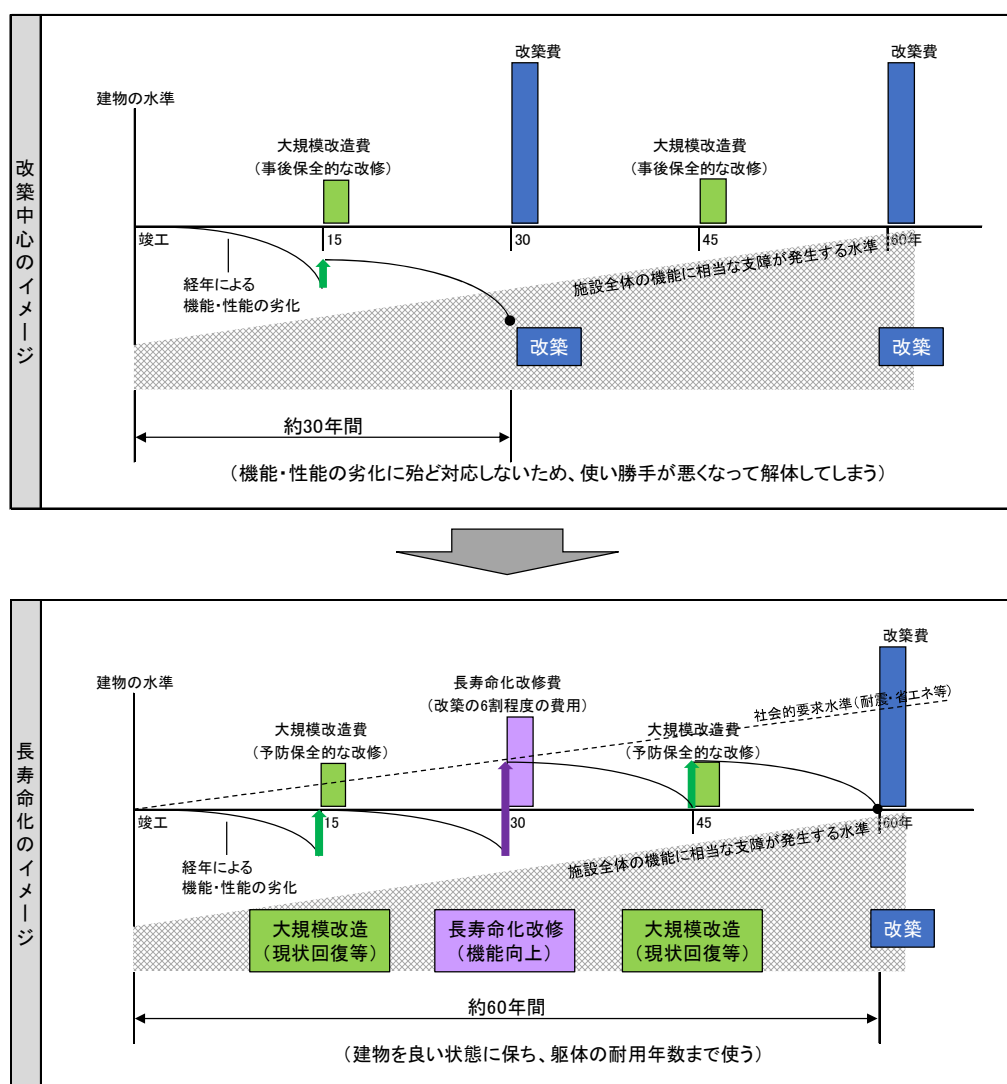 改築中心のイメージ
改築費
改築費
建物の水準
大規模改造費
（事後保全的な改修）
大規模改造費
（事後保全的な改修）
竣工
15
30
45
60年
経年による
機能・性能の劣化
施設全体の機能に相当な支障が発生する水準
改築
改築
約30年間
（機能・性能の劣化に殆ど対応しないため、使い勝手が悪くなって解体してしまう）
長寿命化のイメージ
改築費
建物の水準
長寿命化改修費
（改築の6割程度の費用）
社会的要求水準（耐震・省エネ等）
大規模改造費
（予防保全的な改修）
大規模改造費
（予防保全的な改修）
竣工
15
30
45
60年
経年による
機能・性能の劣化
施設全体の機能に相当な支障が発生する水準
大規模改造
（現状回復等）
長寿命化改修
（機能向上）
大規模改造
（現状回復等）
改築
約60年間
（建物を良い状態に保ち、躯体の耐用年数まで使う）